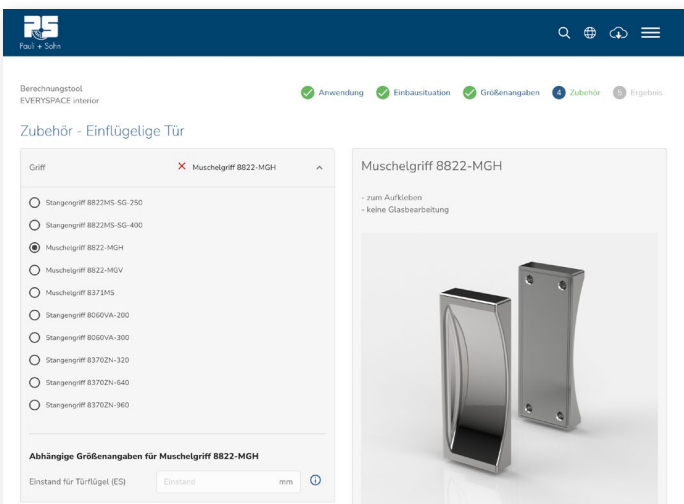 PS
Pauli + Sohn
Berechnungstool
EVERYSPACE interior
Anwendung
Einbausituation
Größenangaben
4 Zubehör
5 Ergebnis
Zubehör - Einflügelige Tür
Griff
Muschelgriff 8822-MGH
Stangengriff 8822MS-SG-250
Stangengriff 8822MS-SG-400
Muschelgriff 8822-MGH
Muschelgriff 8822-MGV
Muschelgriff 8371MS
Stangengriff 8060VA-200
Stangengriff 8060VA-300
Stangengriff 8370ZN-320
Stangengriff 8370ZN-640
Stangengriff 8370ZN-960
Abhängige Größenangaben für Muschelgriff 8822-MGH
Einstand für Türflügel (ES) Einstand mm
Muschelgriff 8822-MGH
- zum Aufkleben
- keine Glasbearbeitung